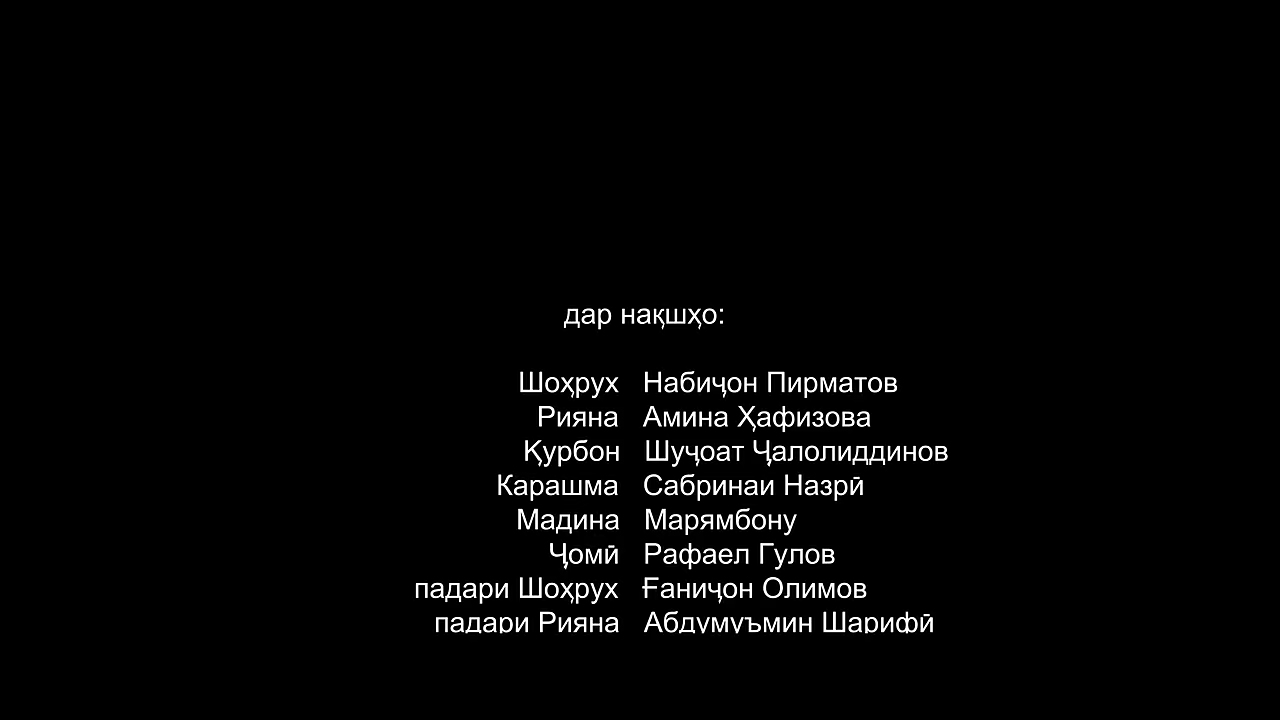 дар нақшҳо:
Шоҳрух Набиҷон Пирматов
Рияна Амина Ҳафизова
Қурбон Шуҷоат Ҷалолиддинов
Карашма Сабринаи Назрӣ
Мадина Марямбону
Ҷомӣ Рафаел Гулов
падари Шоҳрух Ғаниҷон Олимов
падари Рияна Абдумуъмин Шарифӣ